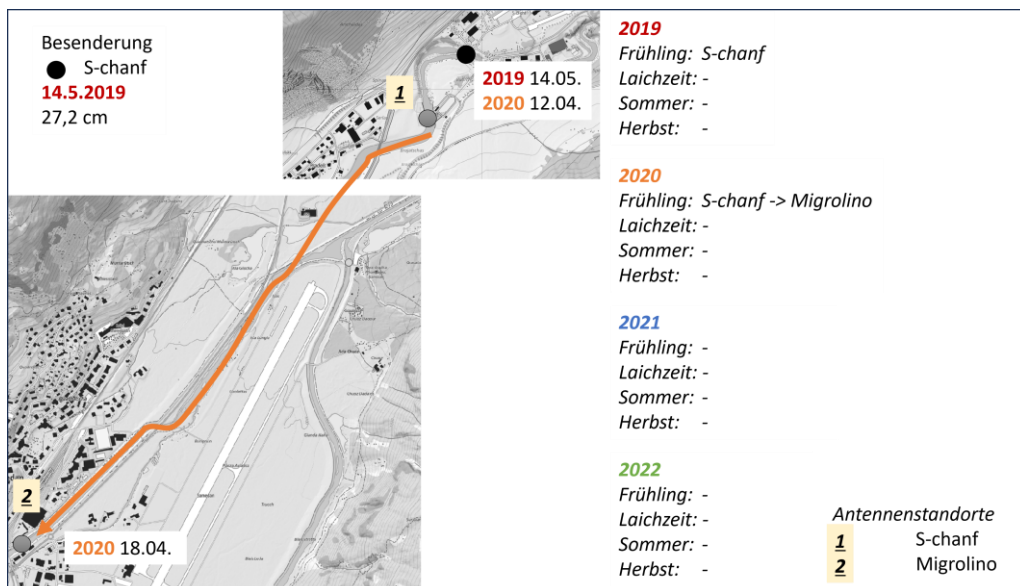 Besenderung
S-chanf
14.5.2019
27,2 cm
1
2019 14.05.
2020 12.04.
2
2020 18.04.
2019
Frühling: S-chanf
Laichzeit: -
Sommer: -
Herbst: -
2020
Frühling: S-chanf -> Migrolino
Laichzeit: -
Sommer: -
Herbst: -
2021
Frühling: -
Laichzeit: -
Sommer: -
Herbst: -
2022
Frühling: -
Laichzeit: -
Sommer: -
Herbst: -
Antennenstandorte
1 S-chanf
2 Migrolino